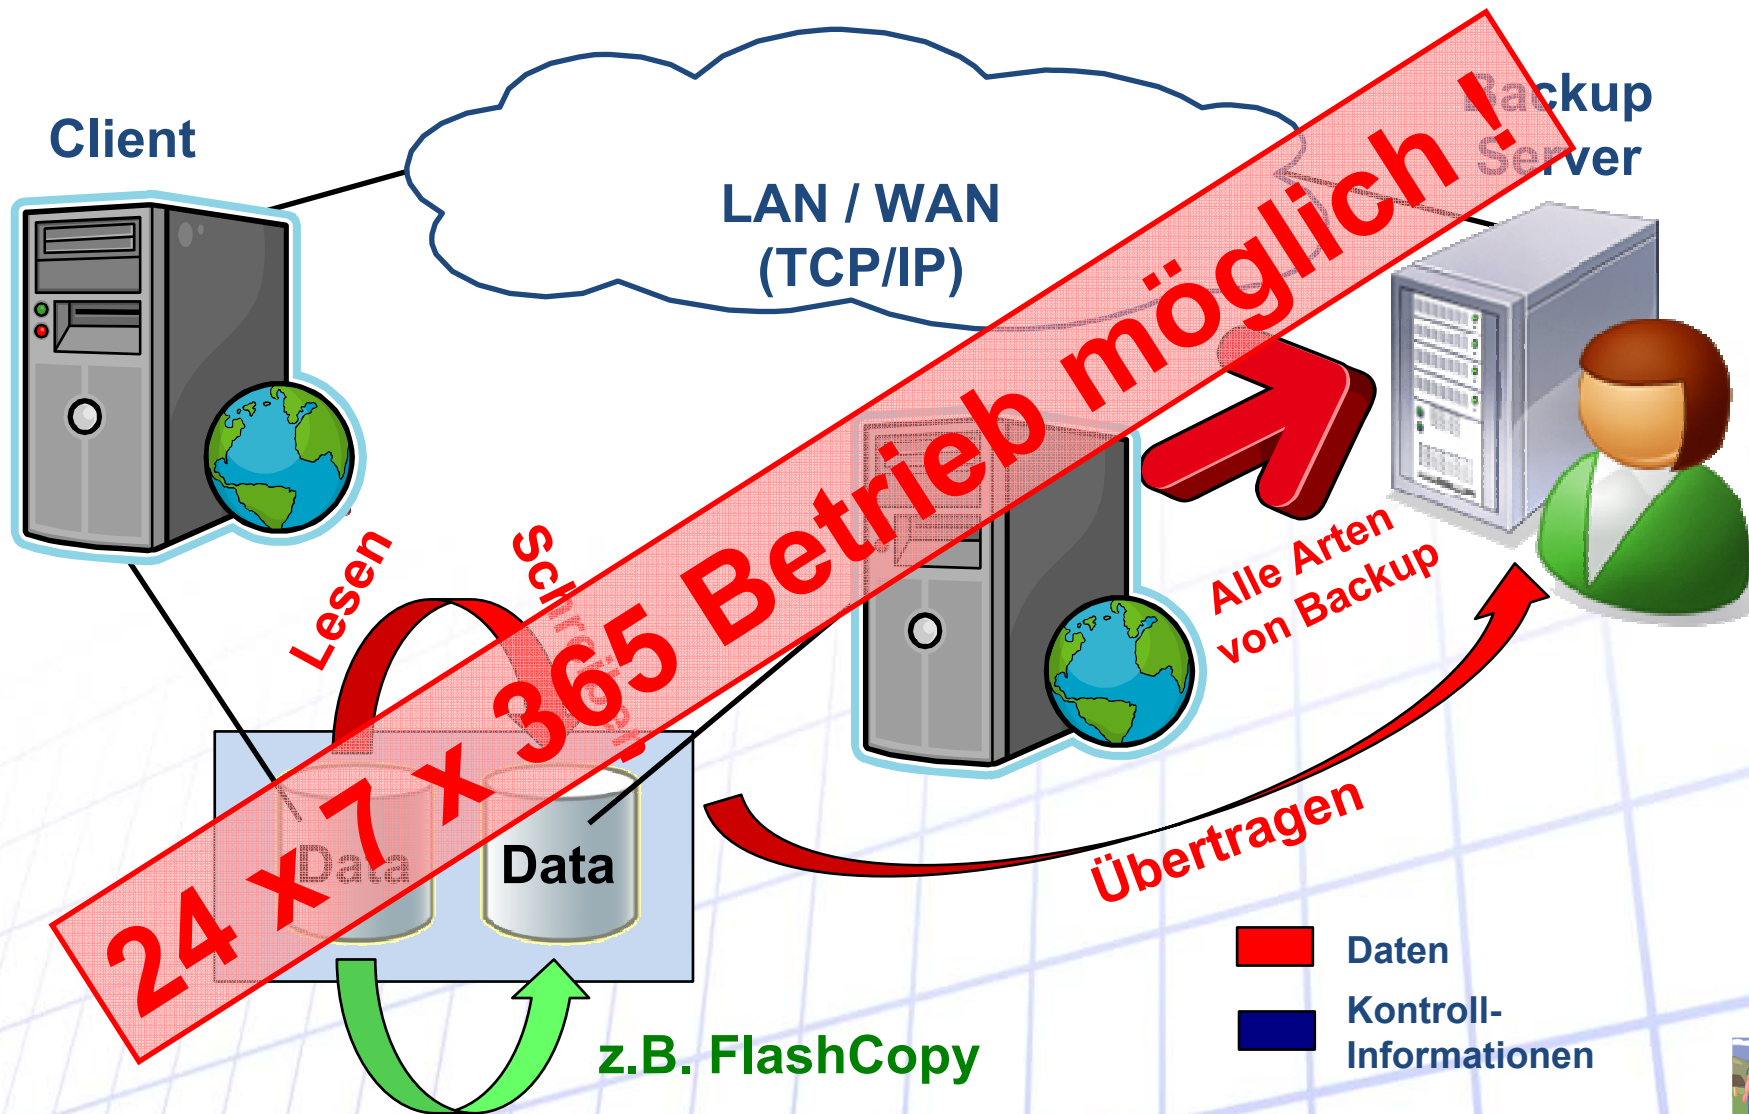 Client
Backup
Server
LAN / WAN
(TCP/IP)
24 x 7 x 365 Betrieb möglich !
Lesen
Schreiben
Alle Arten
von Backup
Data
Data
Übertragen
Daten
Kontroll-
Informationen
z.B. FlashCopy